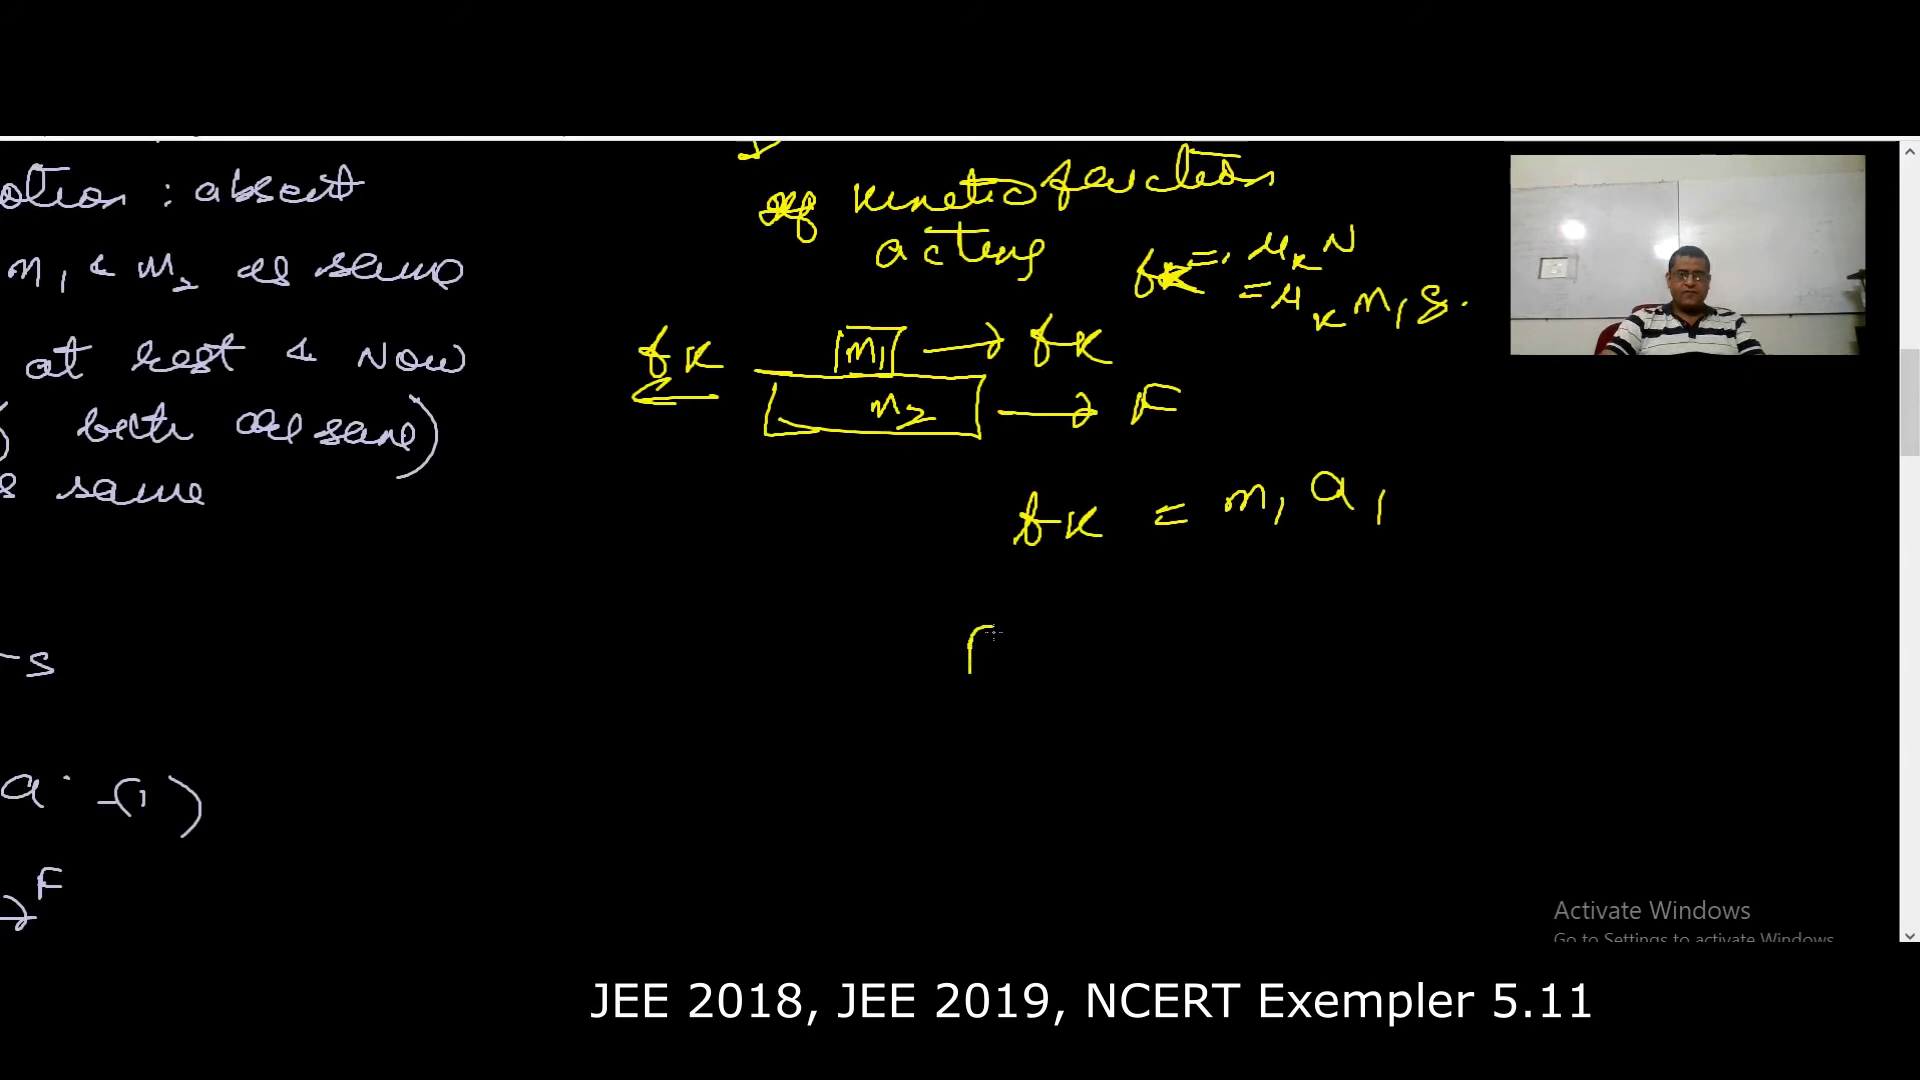 otion : absent
m1 & m2 as same
at rest & Now
both are same)
same
-s
a. -(1)
F
of kinetic friction
acting
fK = μK N
= μK m1 g.
fK m1 → fK
m2 → F
fK = m1 a1
Activate Windows
Go to Settings to activate Windows.
JEE 2018, JEE 2019, NCERT Exempler 5.11